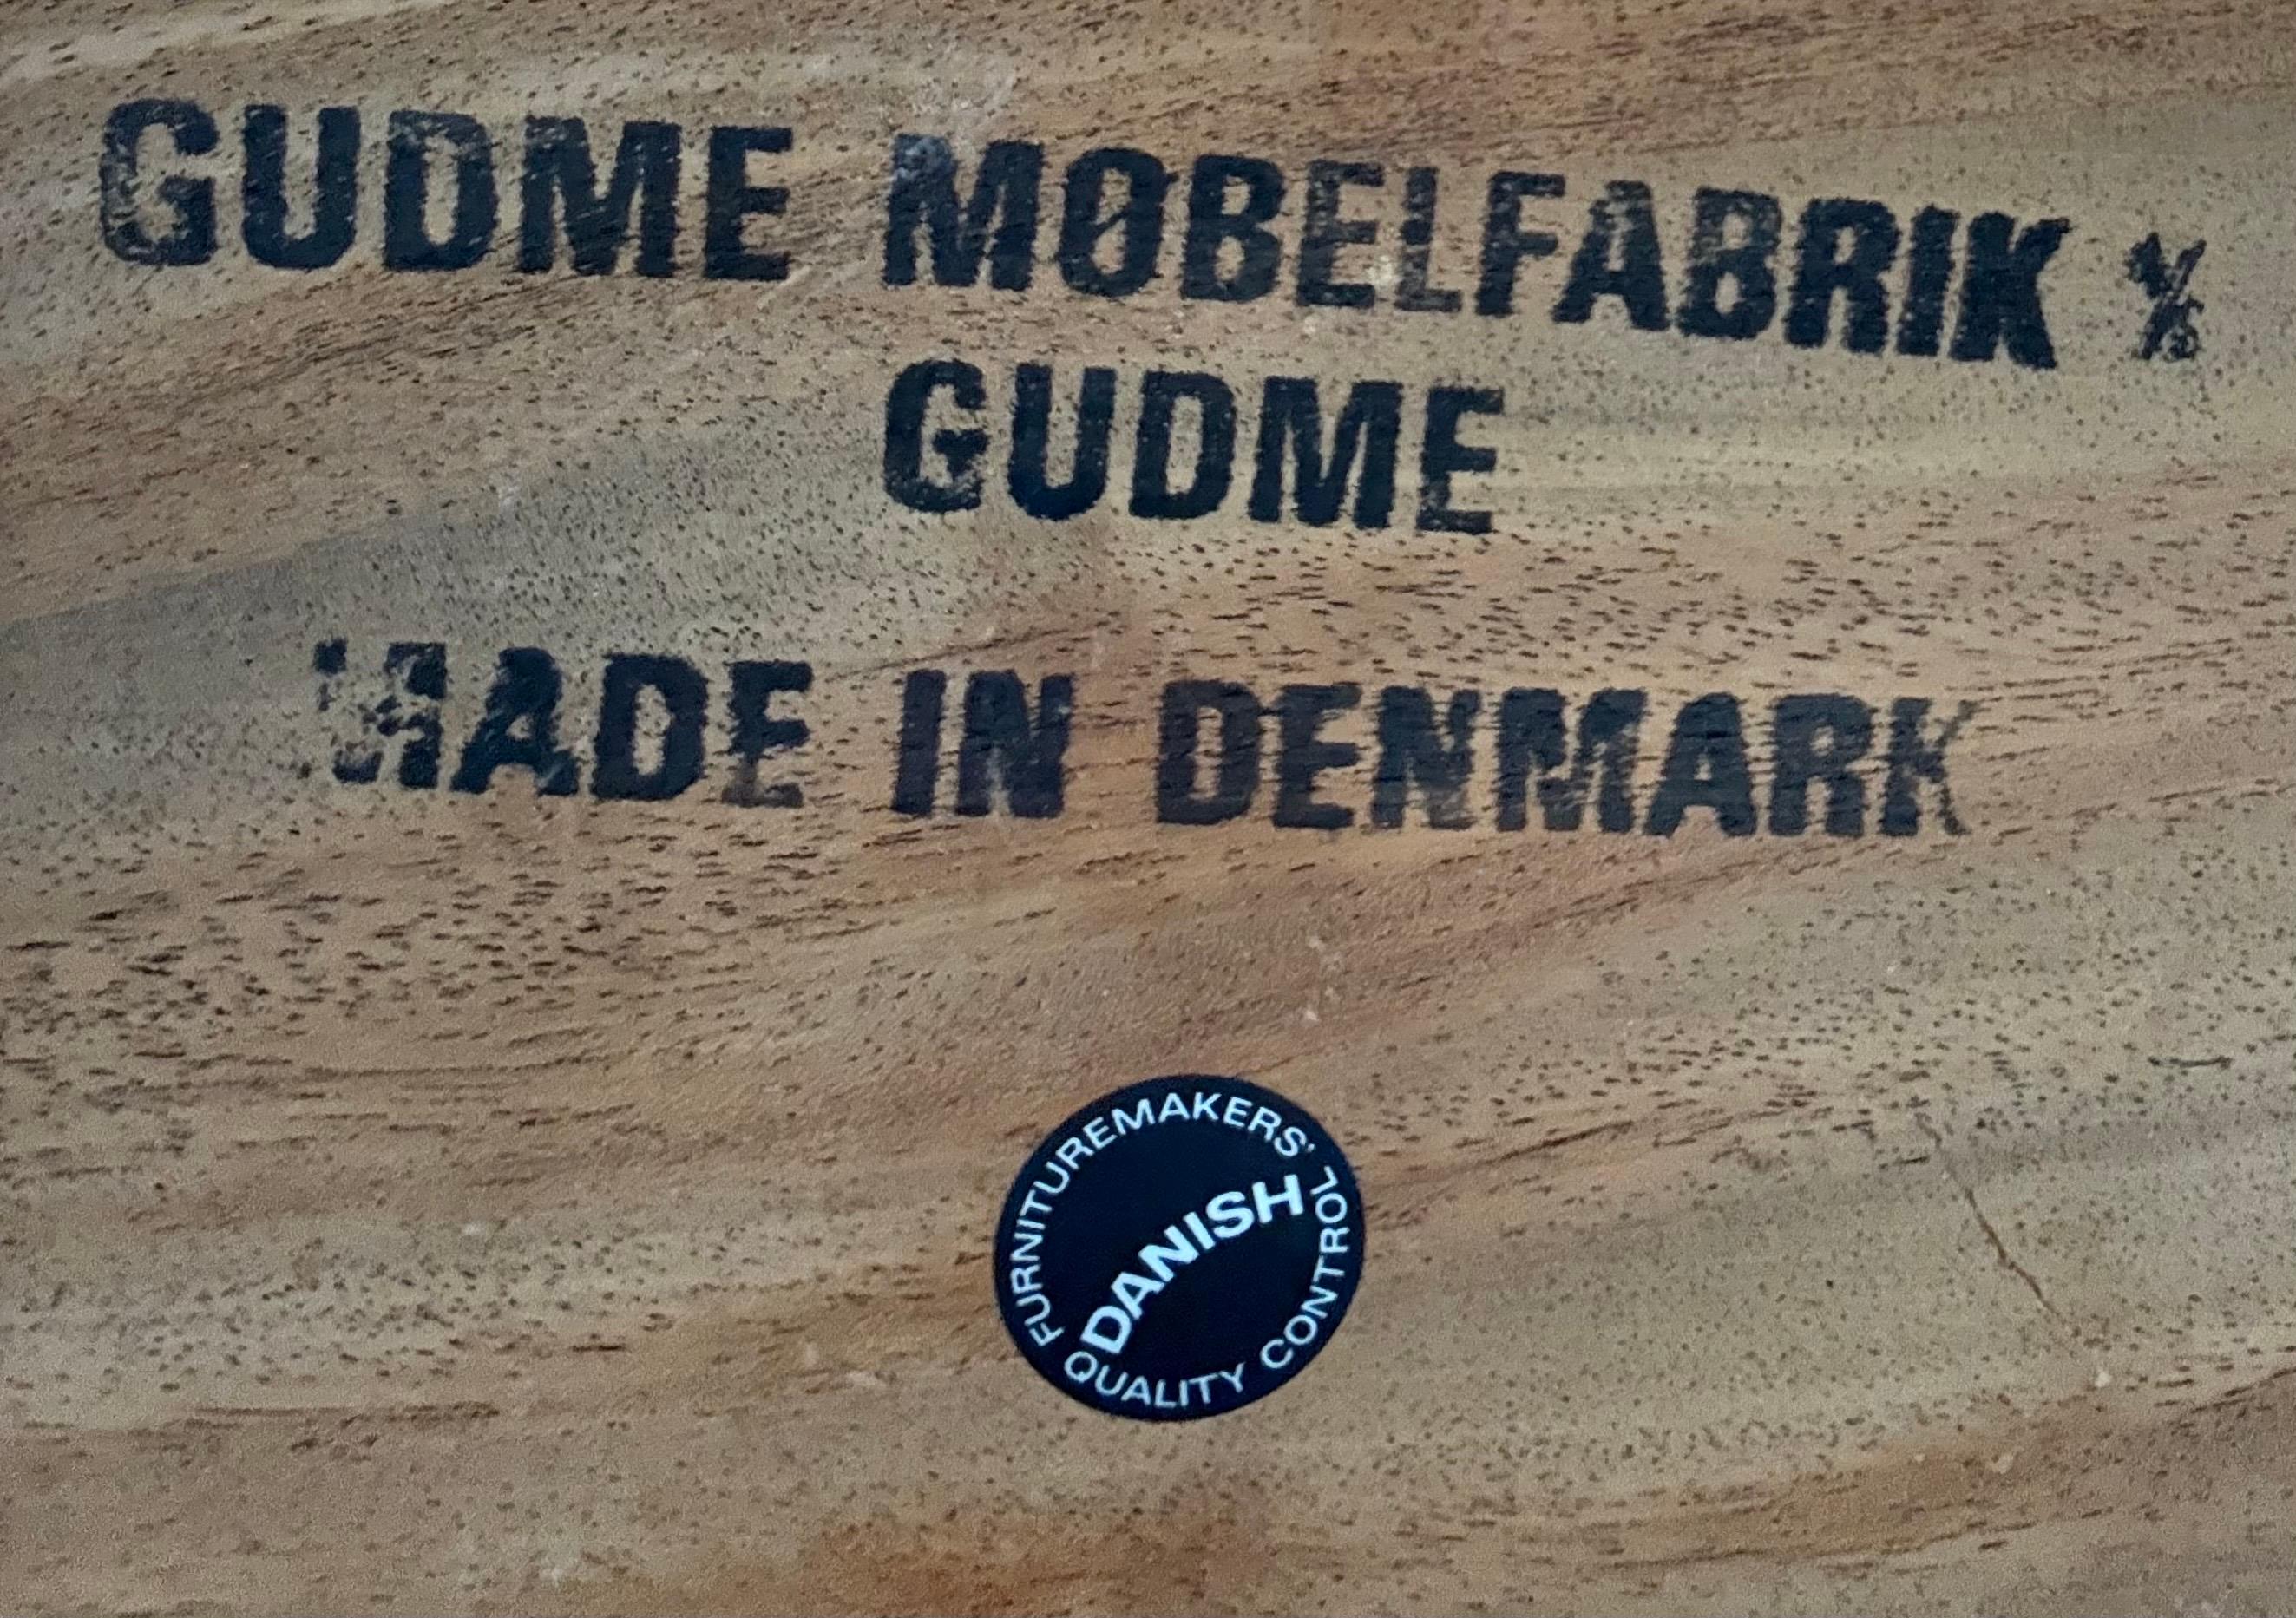 GUDME MØBELFABRIK A/S
GUDME
MADE IN DENMARK
FURNITUREMAKERS'
DANISH
QUALITY CONTROL